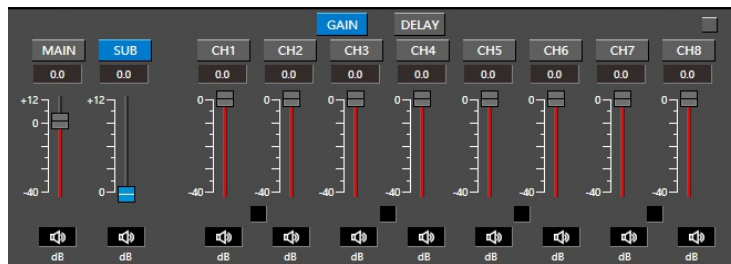 GAIN DELAY
MAIN SUB CH1 CH2 CH3 CH4 CH5 CH6 CH7 CH8
0.0 0.0 0.0 0.0 0.0 0.0 0.0 0.0 0.0 0.0
+12 +12 0 0 0 0 0 0 0 0
0
-40 0 -40 -40 -40 -40 -40 -40 -40 -40
dB dB dB dB dB dB dB dB dB dB